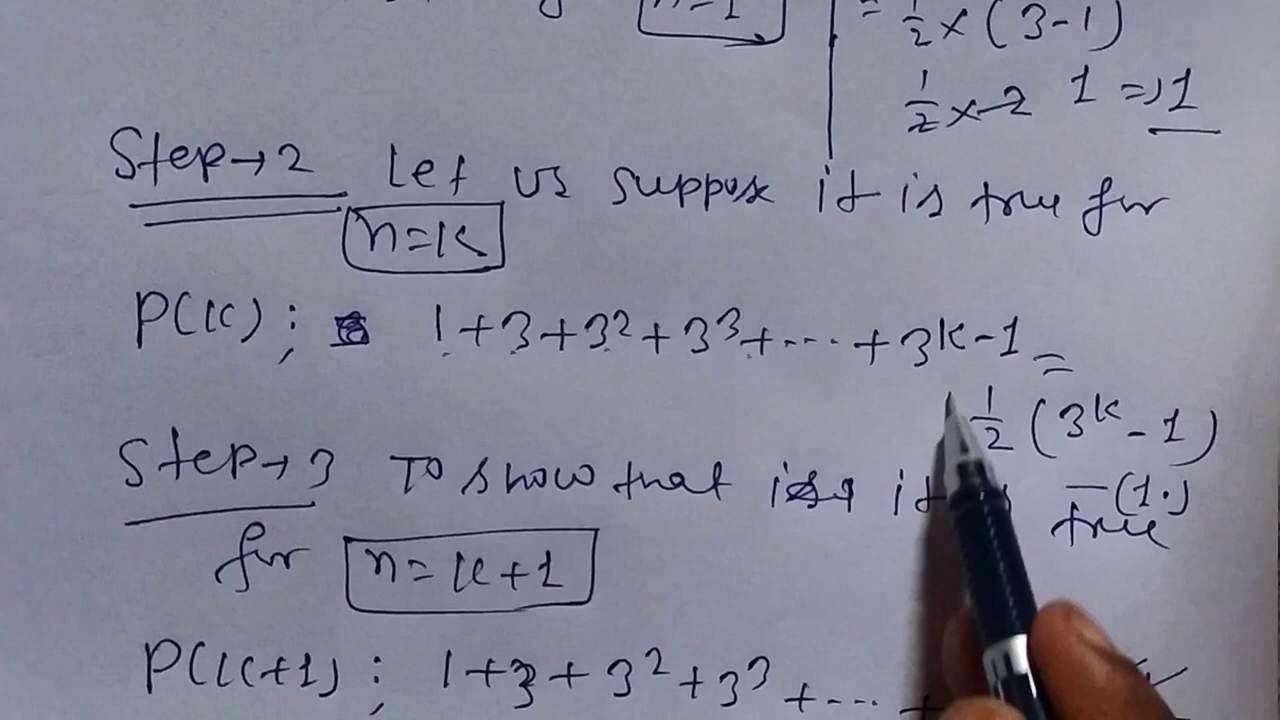 n=1
= 1/2 × (3-1)
1/2 × 2 1 => 1
Step→2 Let us suppose it is true for
n=k
P(k) ; 1+3+3²+3³+...+3^k-1 =
1/2 (3^k - 1)
—(1.)
Step→3 To show that it is true
for n=k+1
P(k+1) ; 1+3+3²+3³+...+